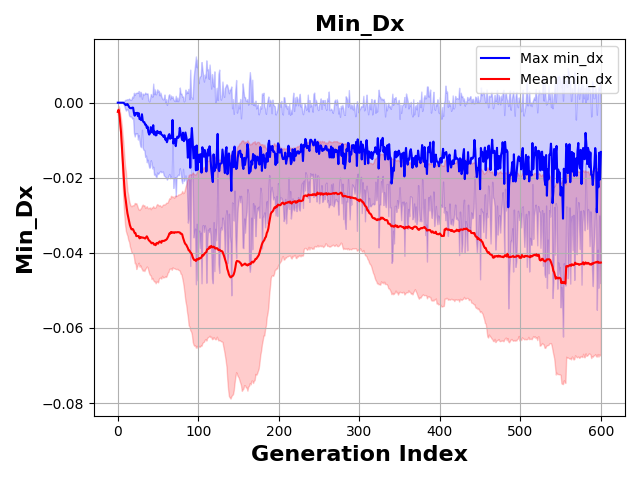 Min_Dx
Max min_dx
Mean min_dx
0.00
−0.02
−0.04
−0.06
−0.08
Min_Dx
0 100 200 300 400 500 600
Generation Index